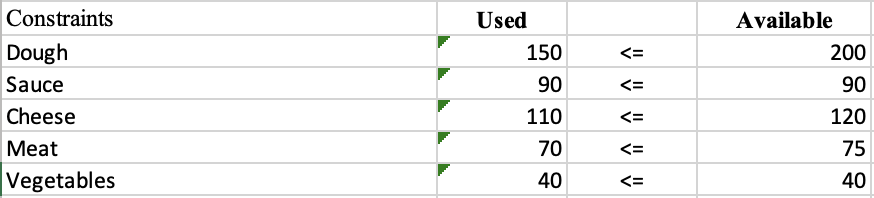 Constraints Used Available
Dough 150 <= 200
Sauce 90 <= 90
Cheese 110 <= 120
Meat 70 <= 75
Vegetables 40 <= 40